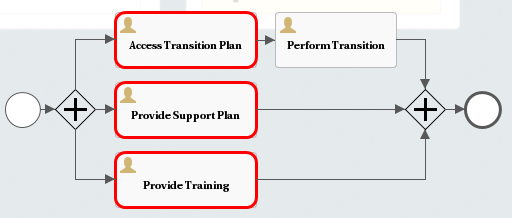 Access Transition Plan
Perform Transition
Provide Support Plan
Provide Training